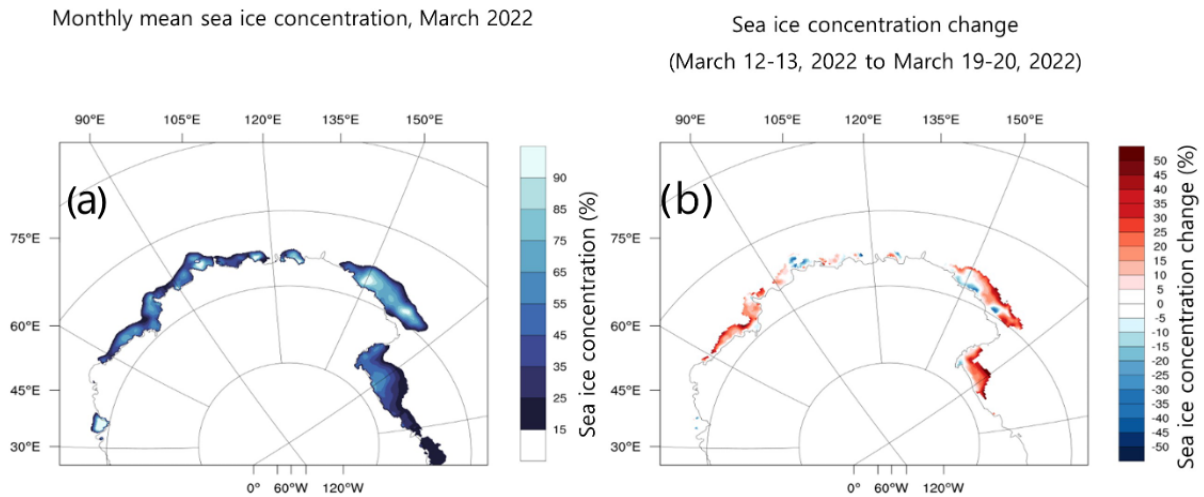 Monthly mean sea ice concentration, March 2022
90°E 105°E 120°E 135°E 150°E
(a)
75°E
60°E
45°E
30°E
0° 60°W 120°W
90
85
75
65
55
45
35
25
15
Sea ice concentration (%)
Sea ice concentration change
(March 12-13, 2022 to March 19-20, 2022)
90°E 105°E 120°E 135°E 150°E
(b)
75°E
60°E
45°E
30°E
0° 60°W 120°W
50
45
40
35
30
25
20
15
10
5
0
-5
-10
-15
-20
-25
-30
-35
-40
-45
-50
Sea ice concentration change (%)